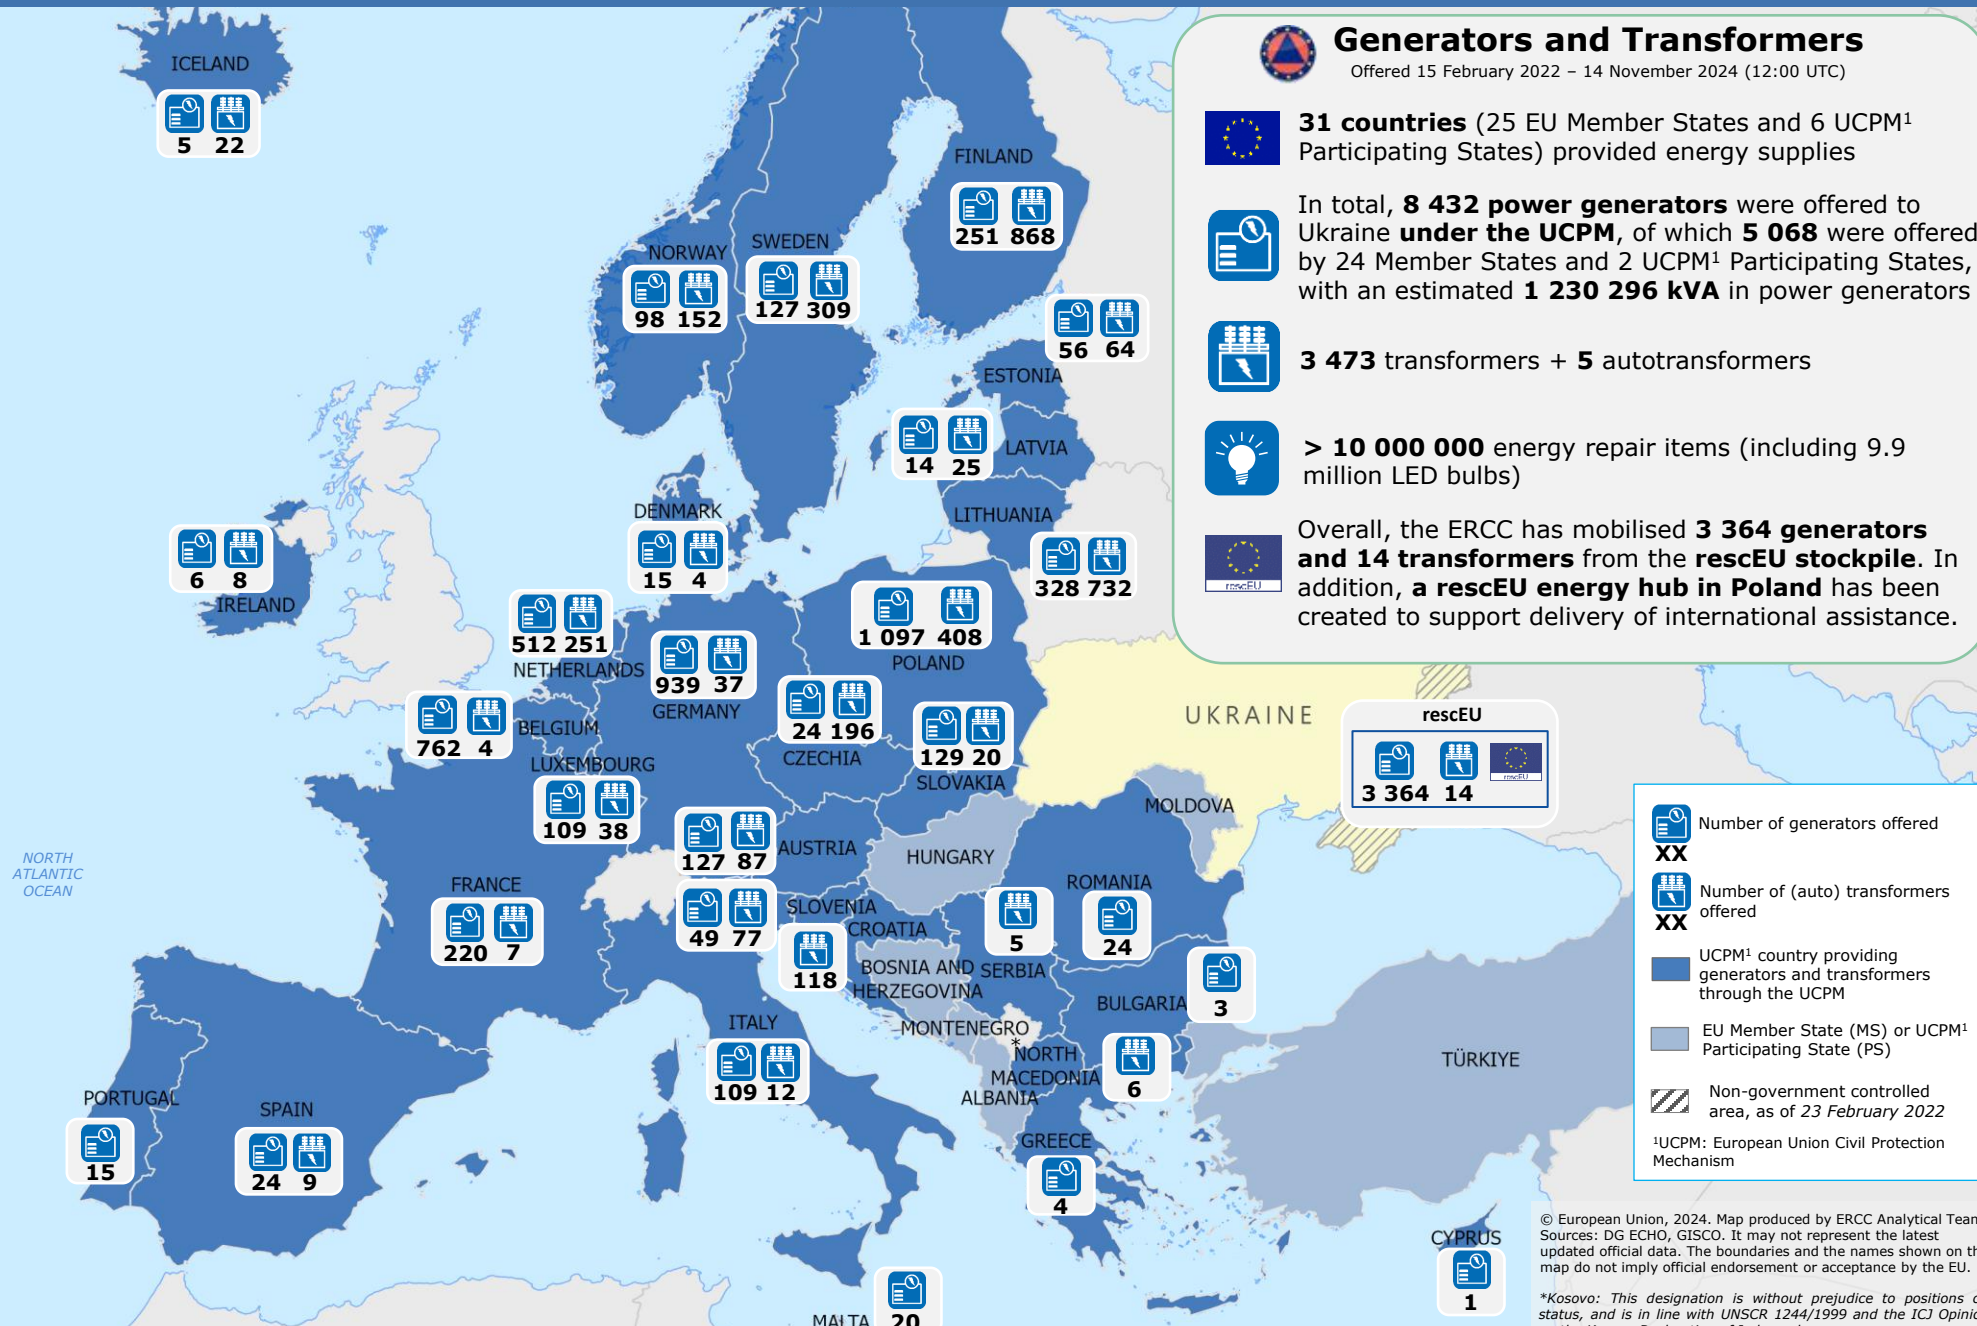 ICELAND
5 22
FINLAND
251 868
NORWAY
98 152
SWEDEN
127 309
56 64
ESTONIA
14 25
LATVIA
DENMARK
15 4
LITHUANIA
328 732
6 8
IRELAND
512 251
NETHERLANDS
939 37
GERMANY
1 097 408
POLAND
762 4
BELGIUM
24 196
CZECHIA
129 20
SLOVAKIA
LUXEMBOURG
109 38
127 87
AUSTRIA
HUNGARY
MOLDOVA
UKRAINE
rescEU
3 364 14
rescEU
NORTH
ATLANTIC
OCEAN
FRANCE
220 7
49 77
SLOVENIA
CROATIA
118
5
ROMANIA
24
BOSNIA AND
HERZEGOVINA
SERBIA
BULGARIA
3
MONTENEGRO
*
NORTH
MACEDONIA
6
ALBANIA
ITALY
109 12
TÜRKIYE
PORTUGAL
15
SPAIN
24 9
GREECE
4
CYPRUS
1
MALTA
20
Generators and Transformers
Offered 15 February 2022 – 14 November 2024 (12:00 UTC)
31 countries (25 EU Member States and 6 UCPM¹
Participating States) provided energy supplies
In total, 8 432 power generators were offered to
Ukraine under the UCPM, of which 5 068 were offered
by 24 Member States and 2 UCPM¹ Participating States,
with an estimated 1 230 296 kVA in power generators
3 473 transformers + 5 autotransformers
> 10 000 000 energy repair items (including 9.9
million LED bulbs)
Overall, the ERCC has mobilised 3 364 generators
and 14 transformers from the rescEU stockpile. In
addition, a rescEU energy hub in Poland has been
created to support delivery of international assistance.
rescEU
Number of generators offered
XX
Number of (auto) transformers
offered
XX
UCPM¹ country providing
generators and transformers
through the UCPM
EU Member State (MS) or UCPM¹
Participating State (PS)
Non-government controlled
area, as of 23 February 2022
¹UCPM: European Union Civil Protection
Mechanism
© European Union, 2024. Map produced by ERCC Analytical Team
Sources: DG ECHO, GISCO. It may not represent the latest
updated official data. The boundaries and the names shown on th
map do not imply official endorsement or acceptance by the EU.
*Kosovo: This designation is without prejudice to positions o
status, and is in line with UNSCR 1244/1999 and the ICJ Opinio